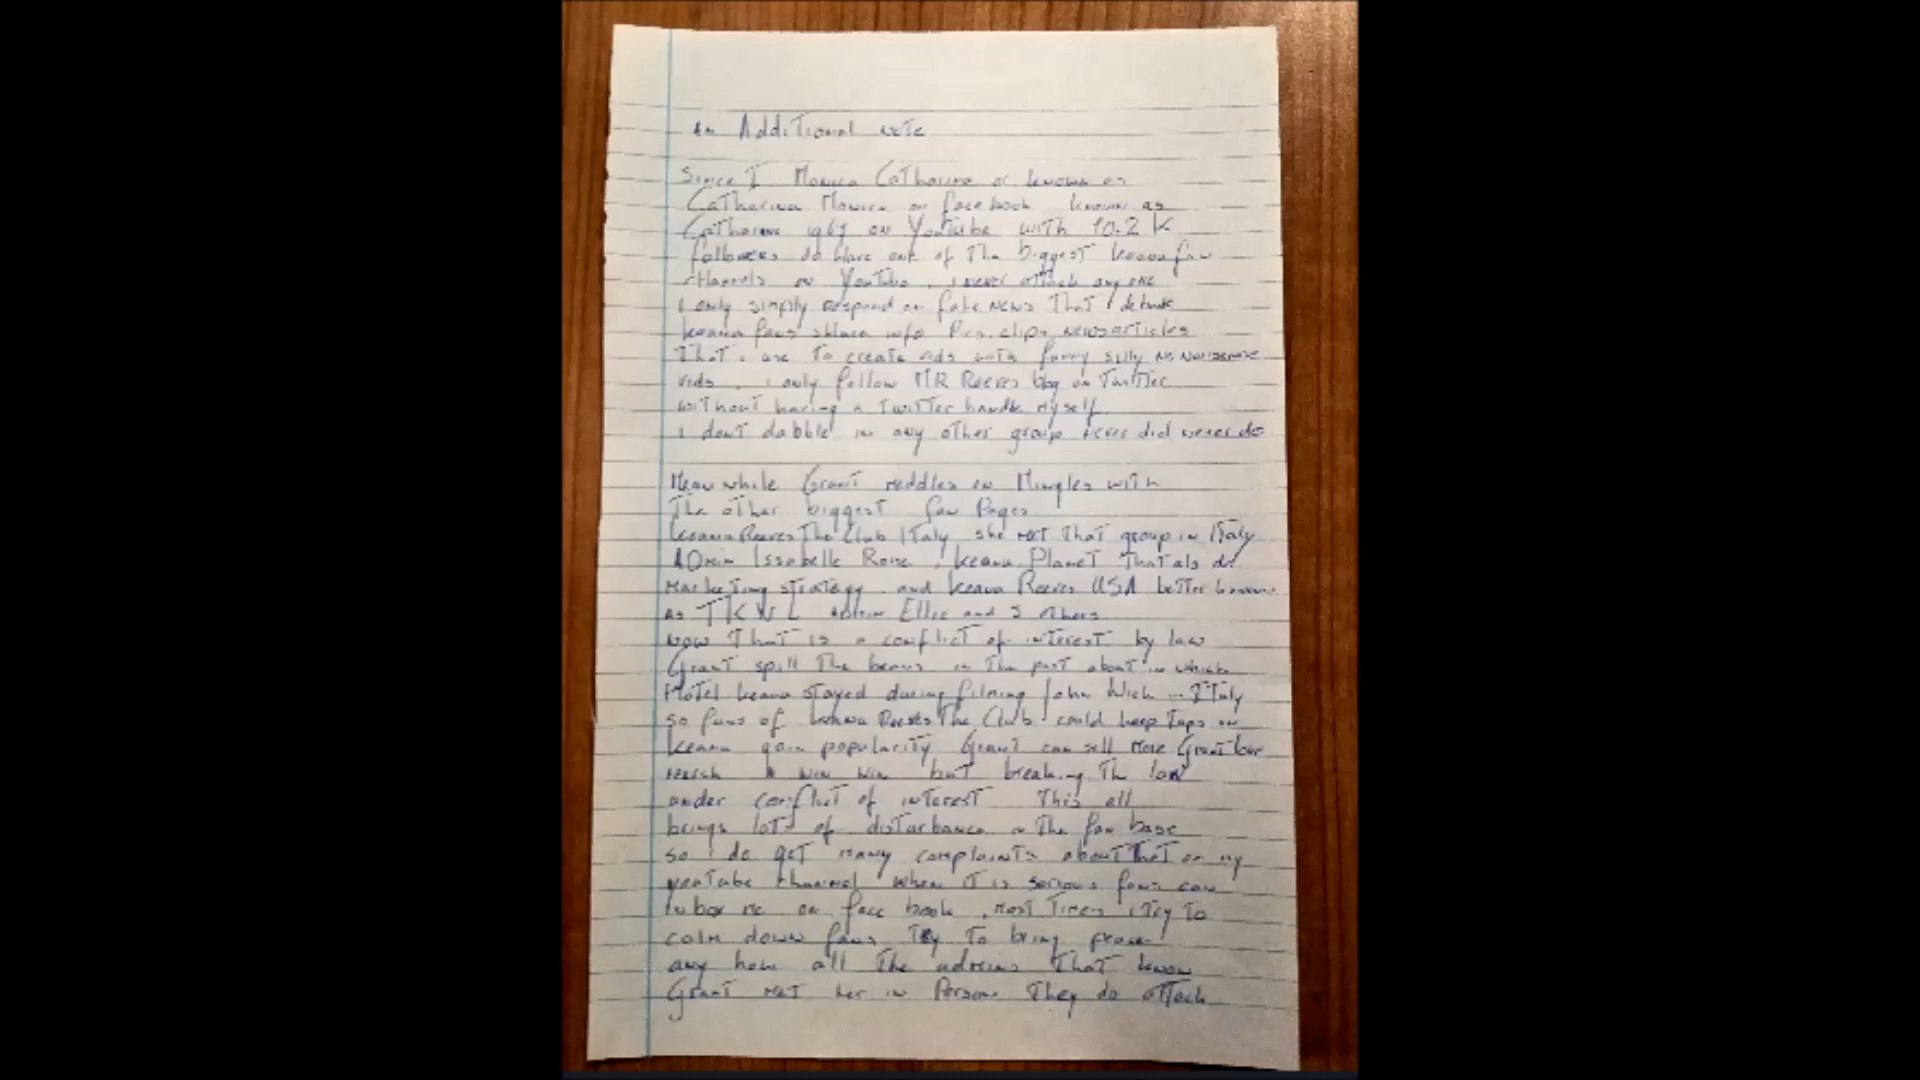 An Additional note
Since I Monica Catharina or known as
Catharina Monica on facebook known as
Catharina 1967 on Youtube with 10.2 K
followers do have one of the biggest keanu fan
channels on YouTube, i never attack anyone
I only simply respond on fake news that i debunk
keanu fans info Pics, clips, newsarticles
that i use to create vids with funny silly no nonsense
vids. i only follow MR Reeves blog on Twitter
without having a twitter handle myself
i dont dabble in any other group never did never do
Meanwhile Grant meddles en Mingles with
The other biggest fan Pages
Keanu Reeves The Club Italy she met that group in Italy
ADmin Issabelle , keanu Planet that als do
marketing strategy and keanu Reeves USA better known
as TKWL admin Ellie and 3 others
now that is a conflict of interest by law
Grant spill the beans in the past about in which
Hotel keanu stayed during filming John Wick in Italy
so fans of keanu Reeves The Club could keep Taps on
keanu gain popularity Grant can sell more Grant love
merch win win but breaking the law
under conflict of interest This all
brings lots of disturbance in the fan base
so i do get many complaints about that on my
youtube channel when it is serious fans can
inbox me on face book, most times i try to
calm down fans try to bring peace
any how all the admins that know
Grant met her in Person They do attack